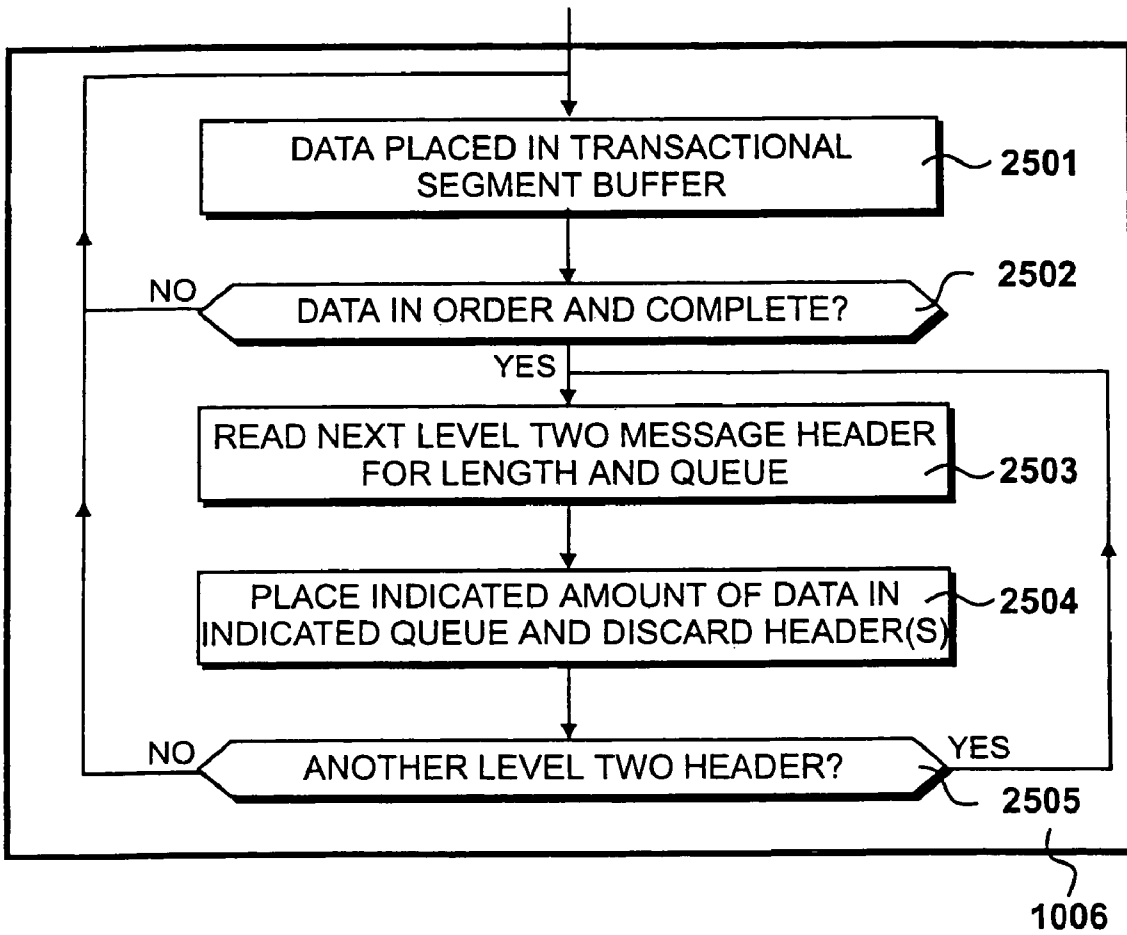 DATA PLACED IN TRANSACTIONAL
SEGMENT BUFFER
2501
2502
NO
DATA IN ORDER AND COMPLETE?
YES
READ NEXT LEVEL TWO MESSAGE HEADER
FOR LENGTH AND QUEUE
2503
PLACE INDICATED AMOUNT OF DATA IN
INDICATED QUEUE AND DISCARD HEADER(S)
2504
NO
ANOTHER LEVEL TWO HEADER?
YES
2505
1006